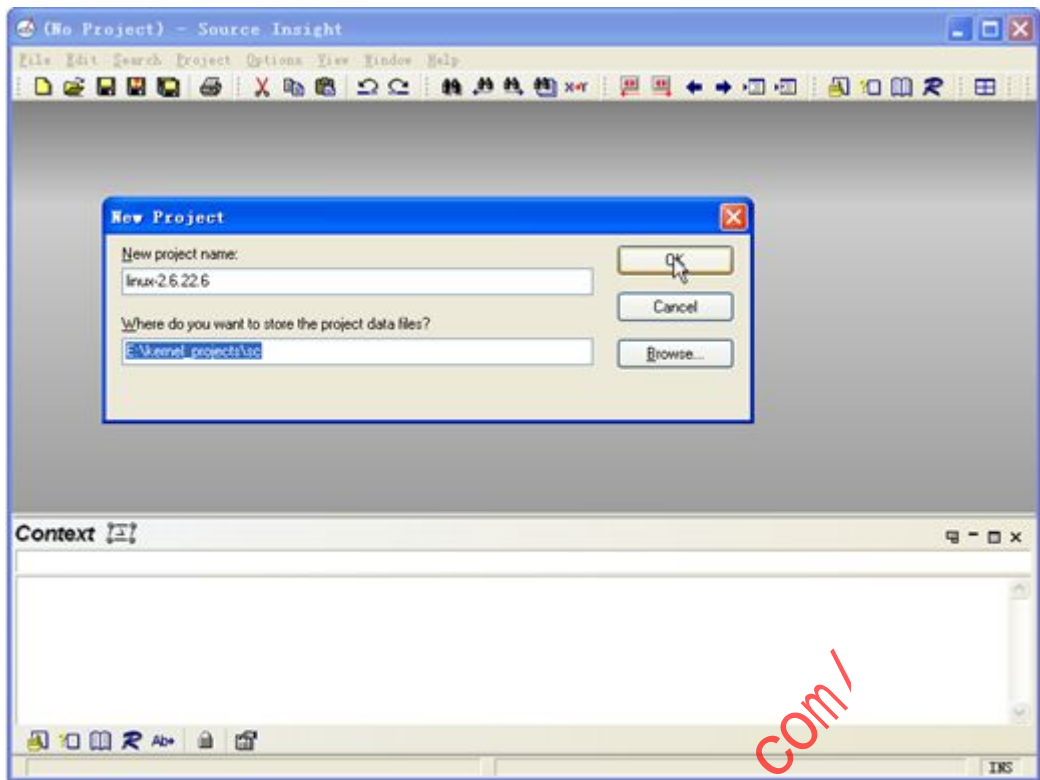 (No Project) - Source Insight
File Edit Search Project Options View Window Help
New Project
New project name:
OK
linux-2.6.22.6
Cancel
Where do you want to store the project data files?
E:\kernel_projects\sc
Browse...
Context
com/
INS